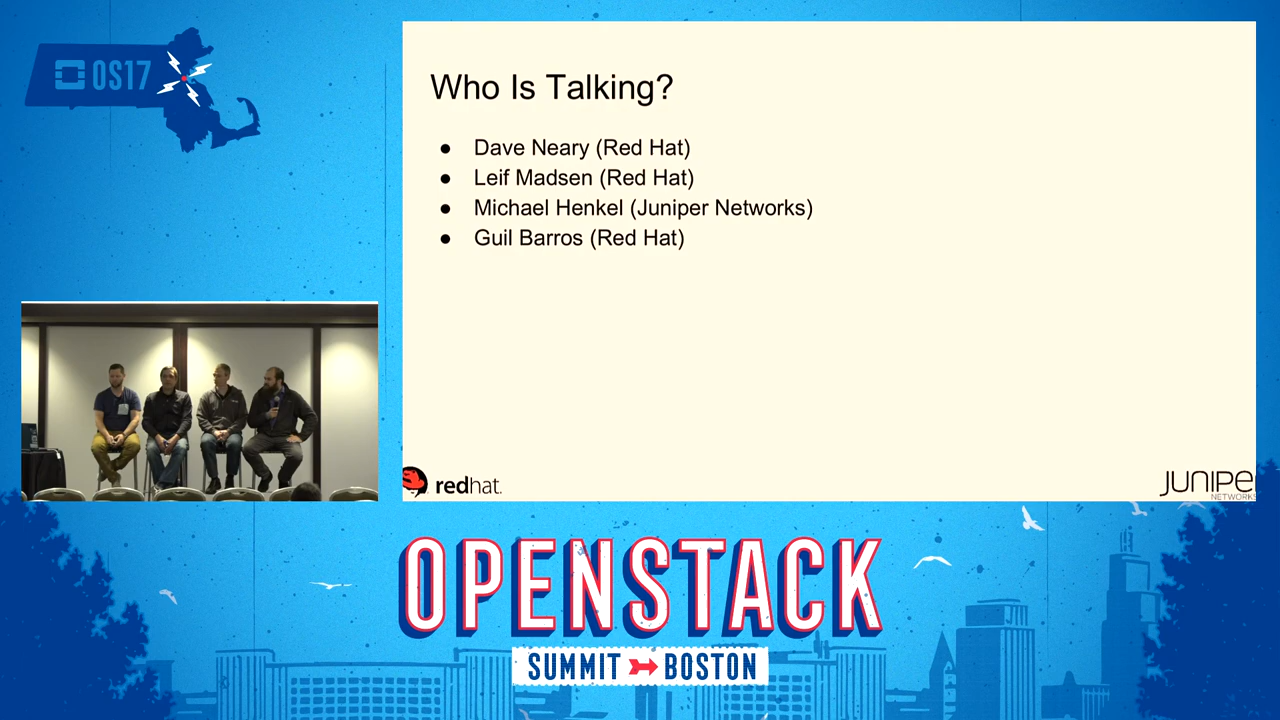 OS17
Who Is Talking?
● Dave Neary (Red Hat)
● Leif Madsen (Red Hat)
● Michael Henkel (Juniper Networks)
● Guil Barros (Red Hat)
redhat.
JUNIPE
NETWORKS
OPENSTACK
SUMMIT BOSTON